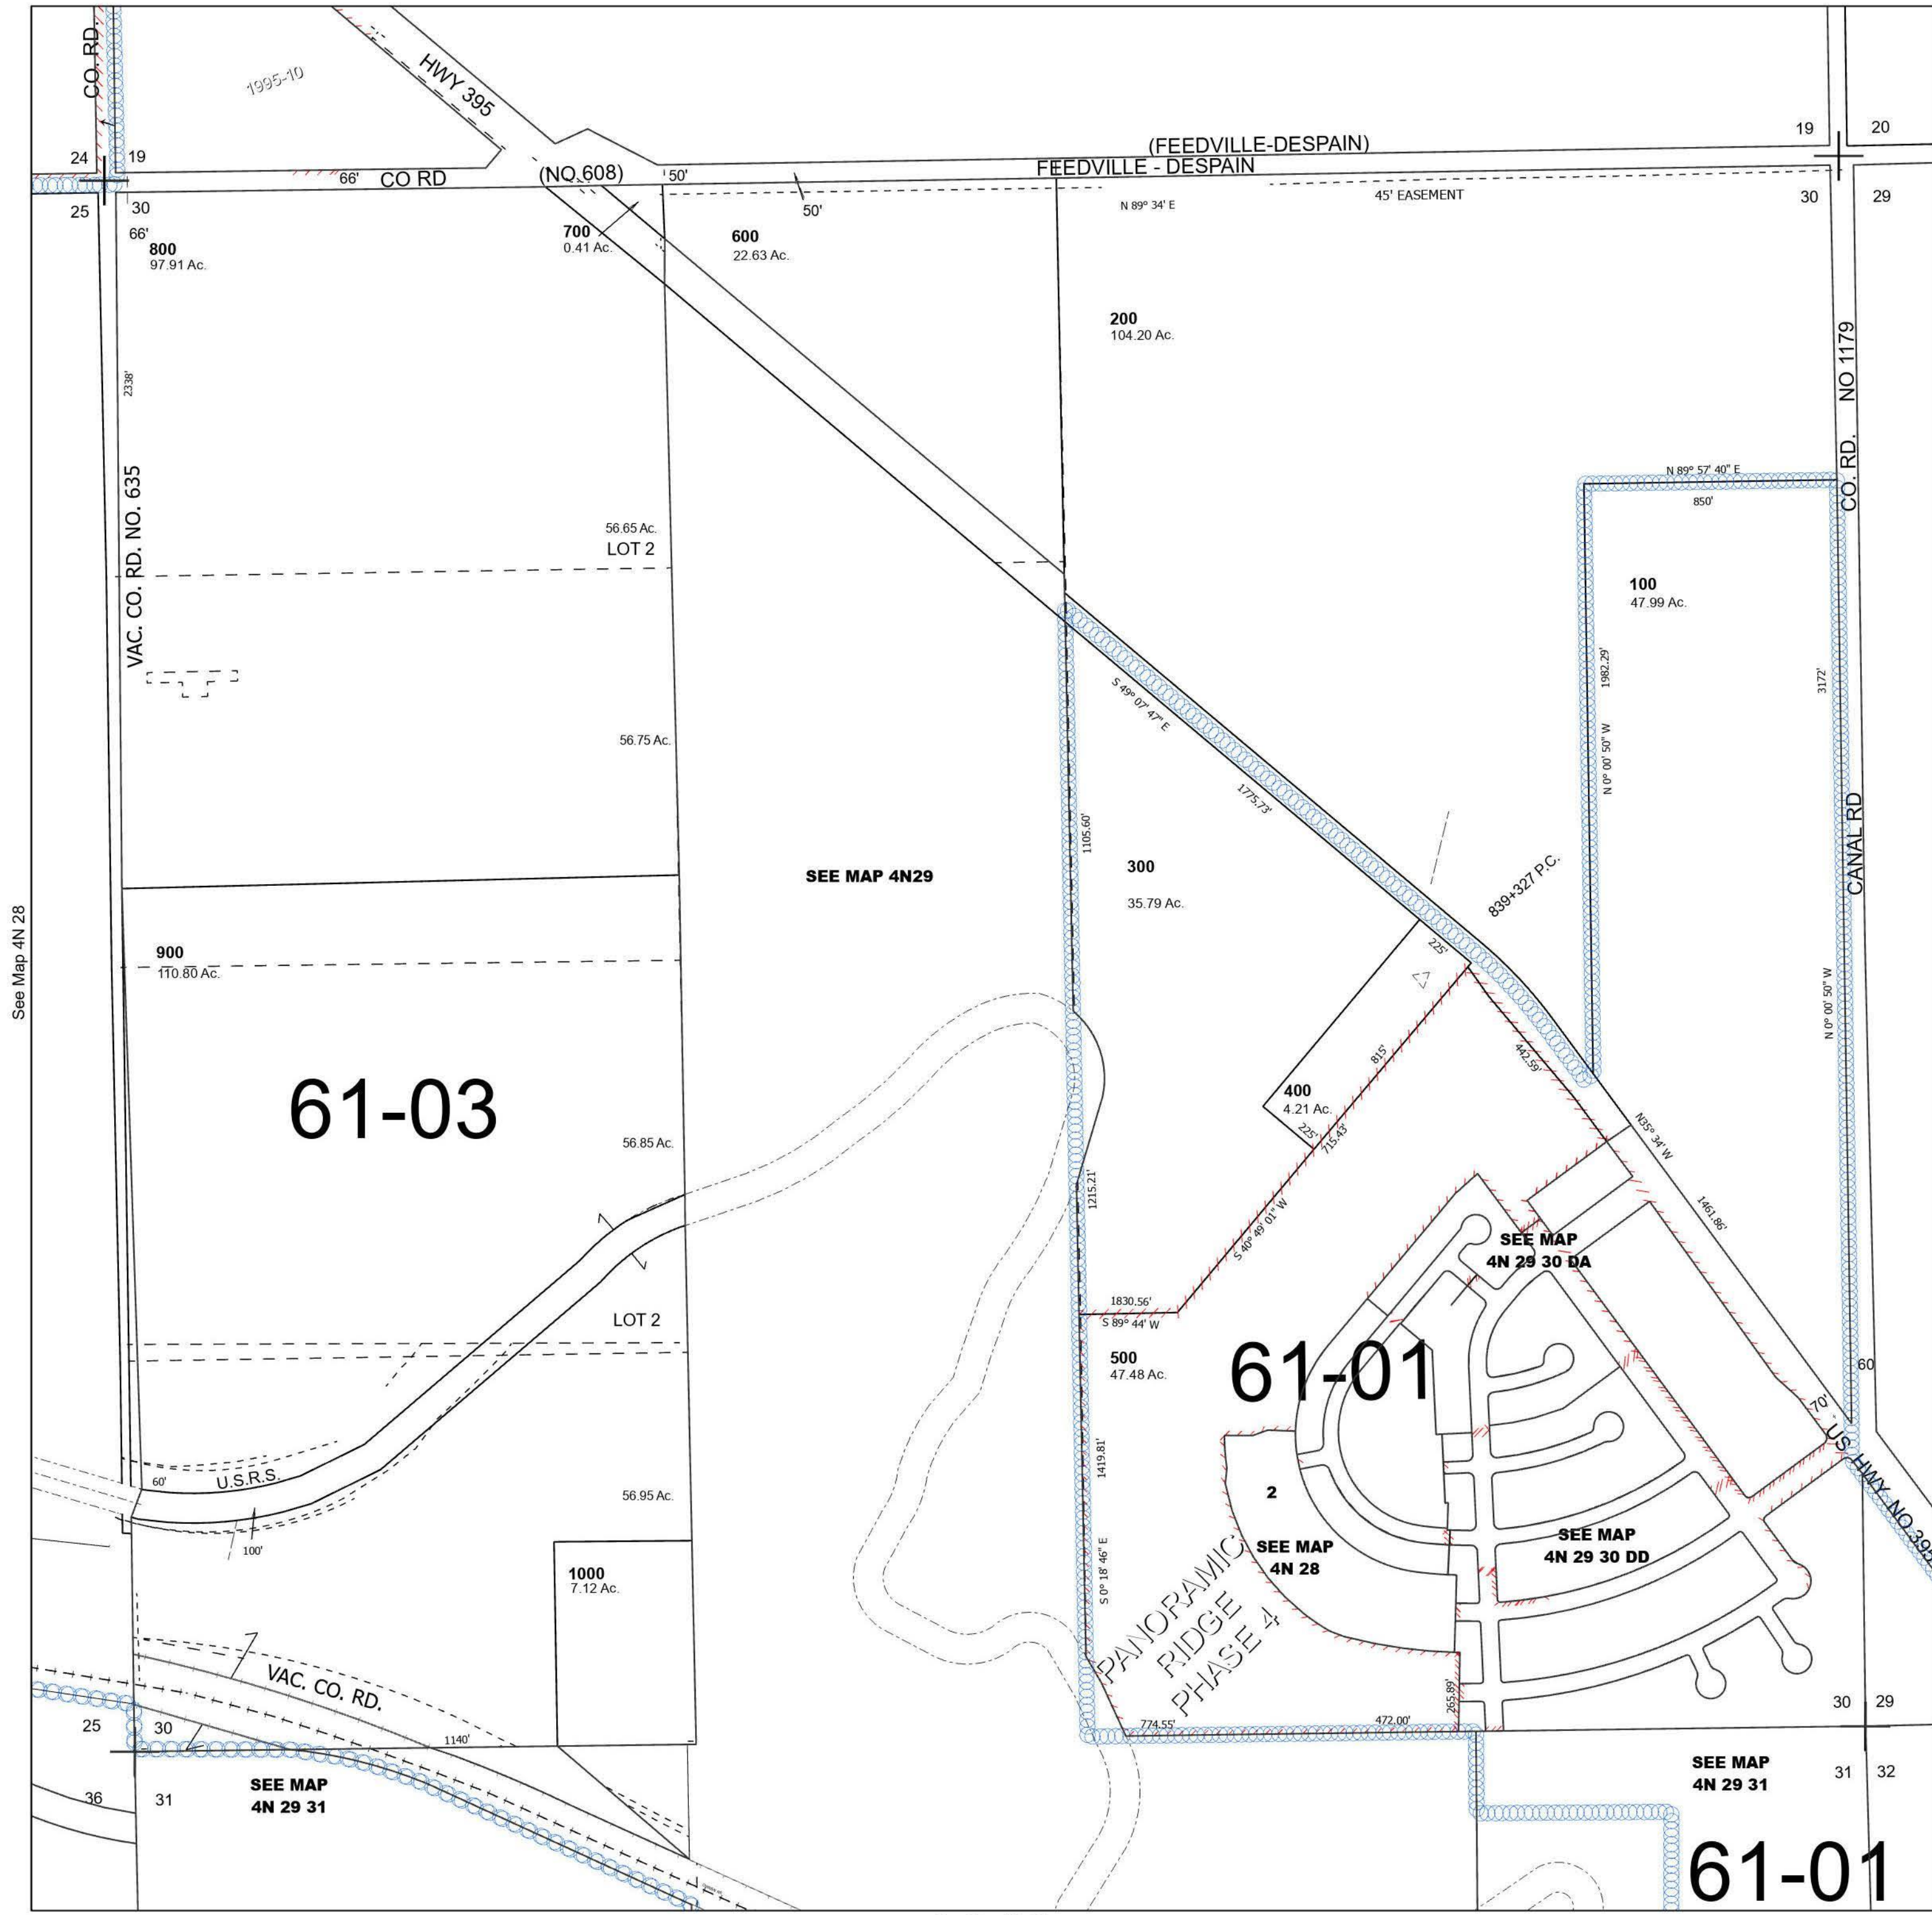 CO. RD.
1995-10
HWY 395
24
19
66'
CO RD
(NO.608)
50'
(FEEDVILLE-DESPAIN)
FEEDVILLE - DESPAIN
19
20
25
30
66'
50'
N 89° 34' E
45' EASEMENT
30
29
800
97.91 Ac.
700
0.41 Ac.
600
22.63 Ac.
200
104.20 Ac.
2338'
VAC. CO. RD. NO. 635
CO. RD. NO 1179
N 89° 57' 40" E
850'
56.65 Ac.
LOT 2
100
47.99 Ac.
1982.29'
N 0° 00' 50" W
3172'
56.75 Ac.
S 49° 07' 47" E
1775.73'
1105.60'
CANAL RD
SEE MAP 4N29
300
35.79 Ac.
839+327 P.C.
See Map 4N 28
900
110.80 Ac.
225'
N 0° 00' 50" W
61-03
815'
442.59'
400
4.21 Ac.
225'
715.43'
56.85 Ac.
N35° 34' W
1215.21'
S 40° 49' 01" W
1461.86'
SEE MAP
4N 29 30 DA
LOT 2
1830.56'
S 89° 44' W
500
47.48 Ac.
61-01
60
70'
US HWY NO 395
60'
U.S.R.S.
100'
56.95 Ac.
1419.81'
2
SEE MAP
4N 28
SEE MAP
4N 29 30 DD
S 0° 18' 46" E
1000
7.12 Ac.
PANORAMIC
RIDGE
PHASE 4
VAC. CO. RD.
265.89'
25
30
1140'
774.55'
472.00'
30
29
SEE MAP
4N 29 31
36
31
SEE MAP
4N 29 31
31
32
61-01